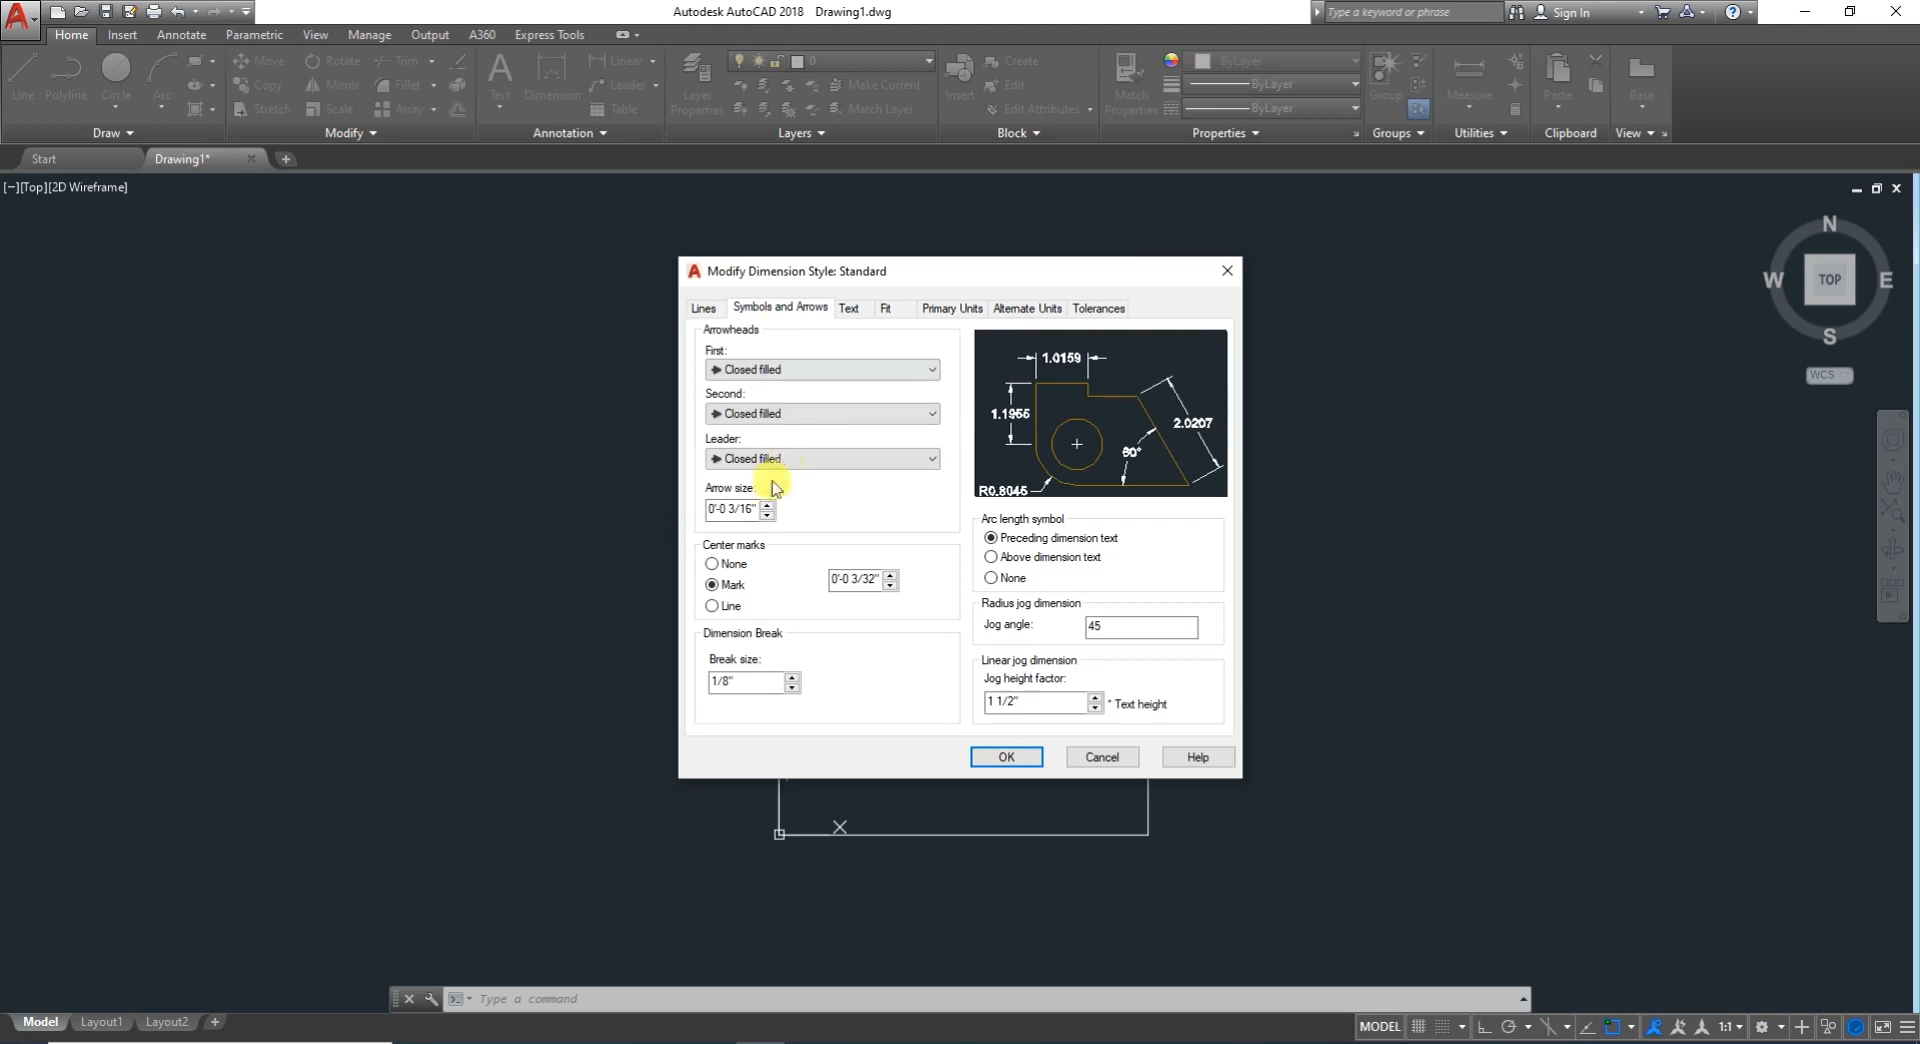 Autodesk AutoCAD 2018 Drawing1.dwg
Type a keyword or phrase
Sign In
Home Insert Annotate Parametric View Manage Output A360 Express Tools
Line Polyline Circle Arc
Move Rotate Trim
Copy Mirror Fillet
Stretch Scale Array
Text Dimension
Linear
Leader
Table
Layer Properties
0
Make Current
Match Layer
Insert
Create
Edit
Edit Attributes
Match Properties
ByLayer
ByLayer
ByLayer
Group
Measure
Paste
Base
Draw Modify Annotation Layers Block Properties Groups Utilities Clipboard View
Start Drawing1*
[−][Top][2D Wireframe]
N
W TOP E
S
WCS
Modify Dimension Style: Standard
Lines Symbols and Arrows Text Fit Primary Units Alternate Units Tolerances
Arrowheads
First:
Closed filled
Second:
Closed filled
Leader:
Closed filled
Arrow size:
0'-0 3/16"
Center marks
None
Mark
0'-0 3/32"
Line
Dimension Break
Break size:
1/8"
1.0159
1.1955
2.0207
60°
R0.8045
Arc length symbol
Preceding dimension text
Above dimension text
None
Radius jog dimension
Jog angle:
45
Linear jog dimension
Jog height factor:
1 1/2"
* Text height
OK Cancel Help
Type a command
Model Layout1 Layout2
MODEL
1:1